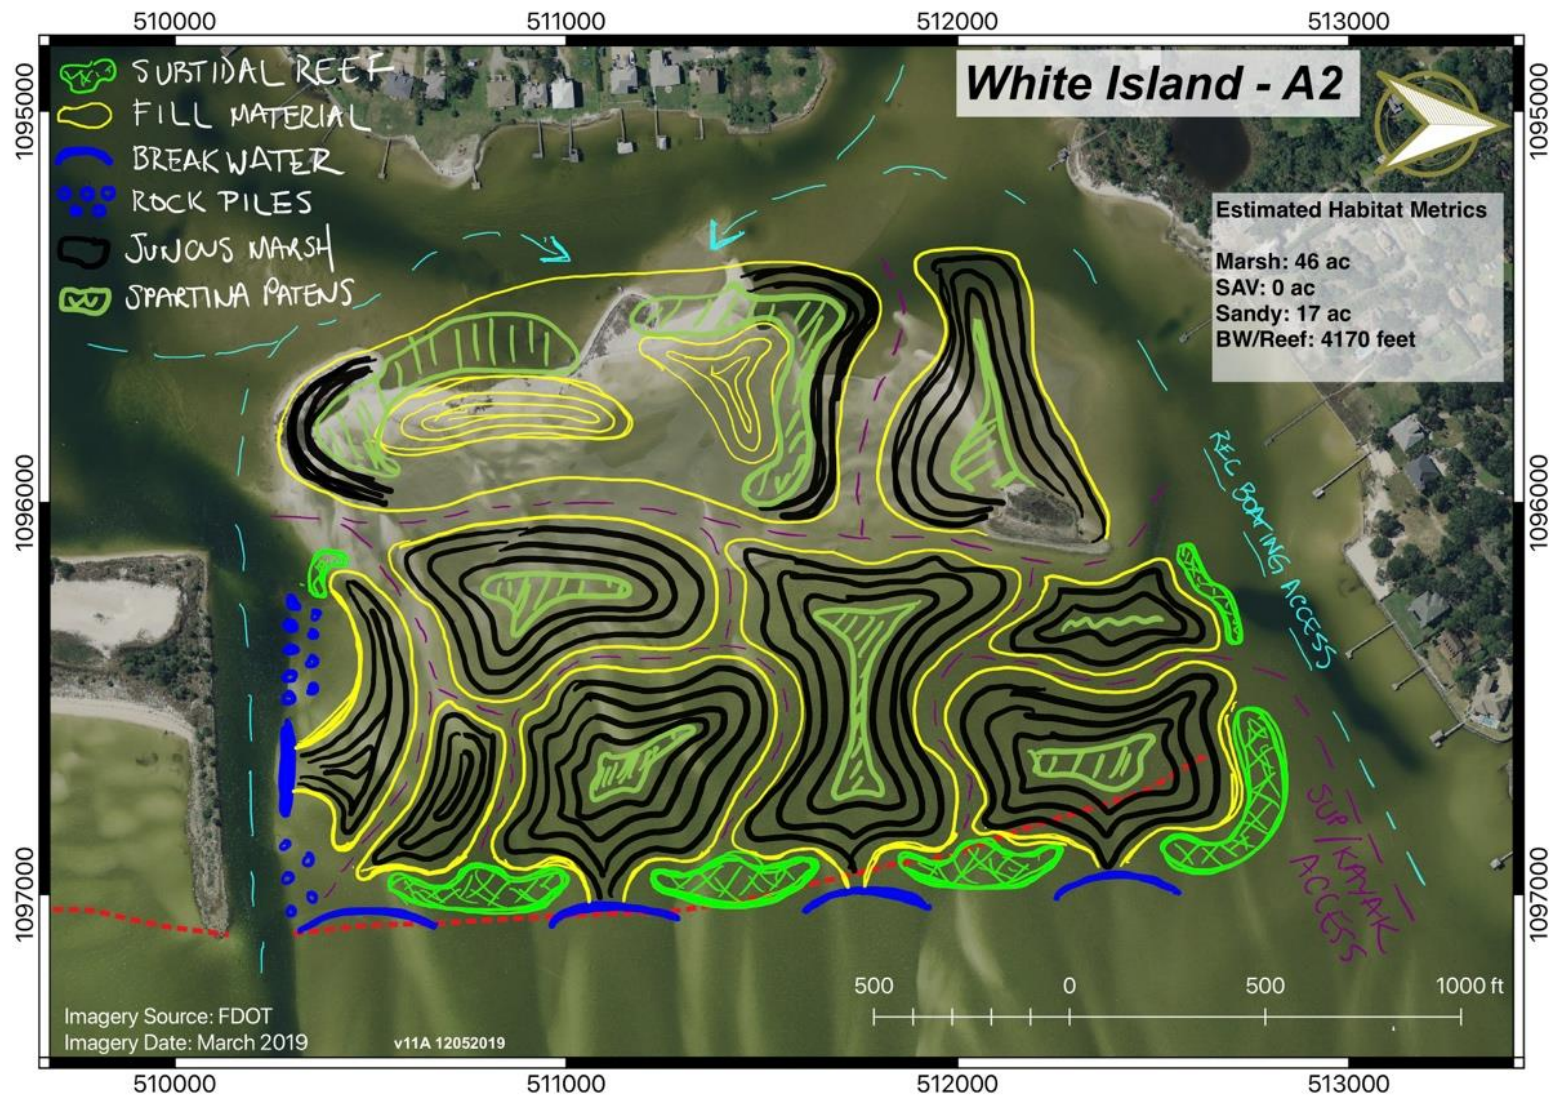 510000 511000 512000 513000
White Island - A2
SUBTIDAL REEF
FILL MATERIAL
BREAKWATER
ROCK PILES
JUNCUS MARSH
SPARTINA PATENS
1095000
1095000
Estimated Habitat Metrics
Marsh: 46 ac
SAV: 0 ac
Sandy: 17 ac
BW/Reef: 4170 feet
1096000
1096000
REC BOATING ACCESS
SUP/KAYAK
ACCESS
1097000
1097000
500 0 500 1000 ft
Imagery Source: FDOT
Imagery Date: March 2019
v11A 12052019
510000 511000 512000 513000